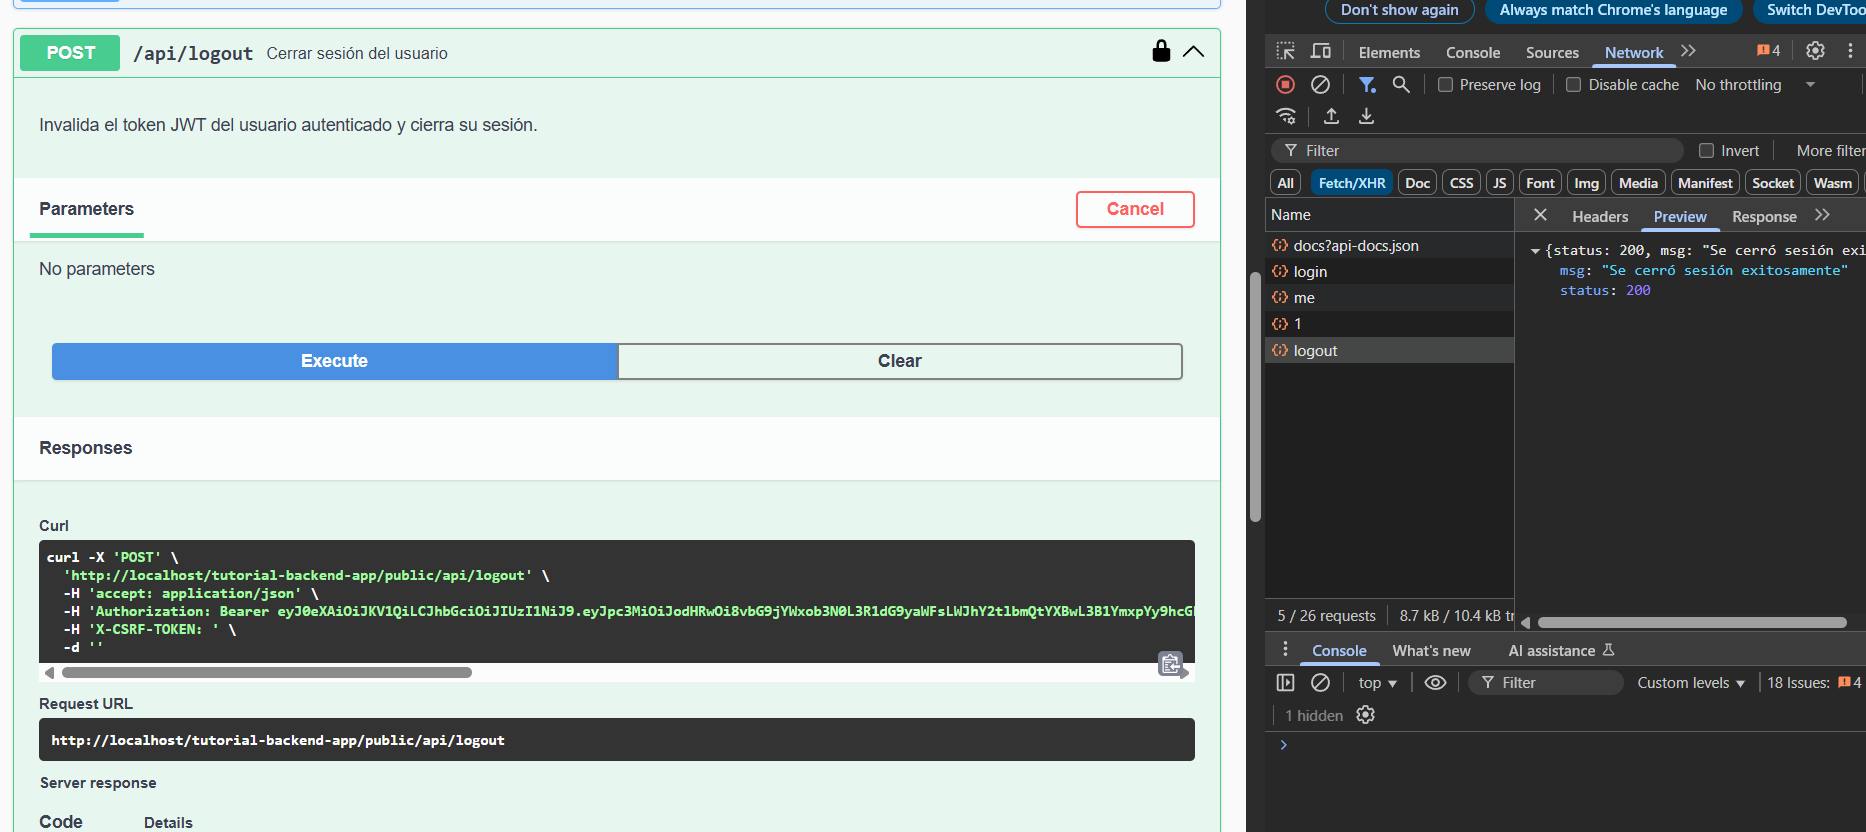 POST /api/logout Cerrar sesión del usuario
Invalida el token JWT del usuario autenticado y cierra su sesión.
Parameters
Cancel
No parameters
Execute
Clear
Responses
Curl
curl -X 'POST' \
'http://localhost/tutorial-backend-app/public/api/logout' \
-H 'accept: application/json' \
-H 'Authorization: Bearer eyJ0eXAiOiJKV1QiLCJhbGciOiJIUzI1NiJ9.eyJpc3MiOiJodHRwOi8vbG9jYWxob3N0L3R1dG9yaWFsLWJhY2tlbmQtYXBwL3B1YmxpYy9hcG
-H 'X-CSRF-TOKEN: ' \
-d ''
Request URL
http://localhost/tutorial-backend-app/public/api/logout
Server response
Code Details
Don't show again
Always match Chrome's language
Switch DevToo
Elements
Console
Sources
Network
4
Preserve log
Disable cache
No throttling
Filter
Invert
More filter
All
Fetch/XHR
Doc
CSS
JS
Font
Img
Media
Manifest
Socket
Wasm
Name
docs?api-docs.json
login
me
1
logout
Headers
Preview
Response
{status: 200, msg: "Se cerró sesión exi
msg: "Se cerró sesión exitosamente"
status: 200
5 / 26 requests
8.7 kB / 10.4 kB tr
Console
What's new
AI assistance
top
Filter
Custom levels
18 Issues:
4
1 hidden